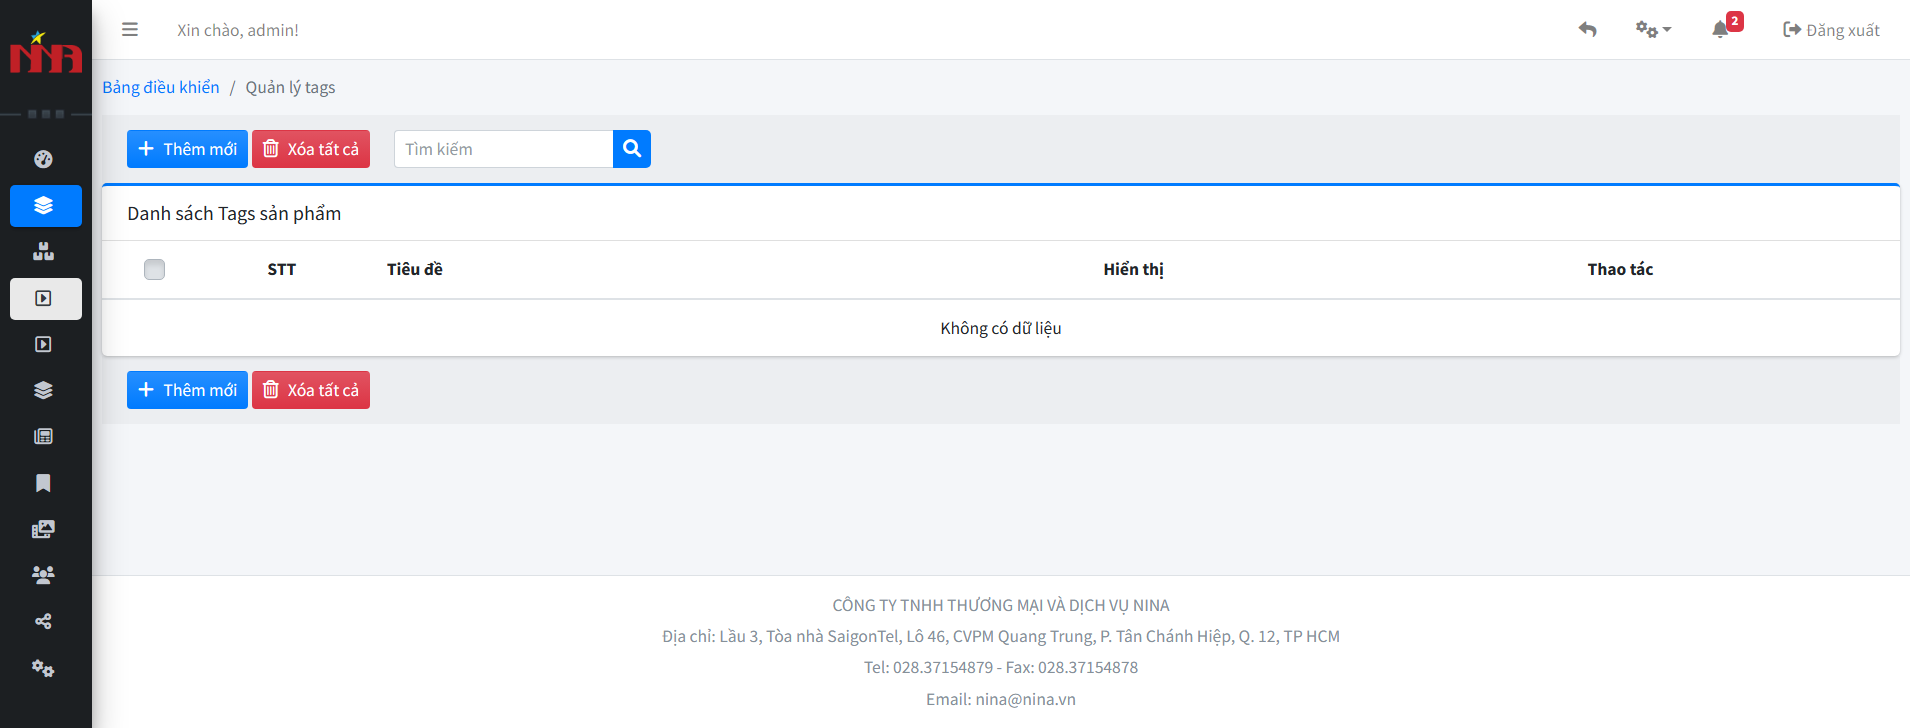 NINA
Xin chào, admin!
2
Đăng xuất
Bảng điều khiển / Quản lý tags
Thêm mới Xóa tất cả Tìm kiếm
Danh sách Tags sản phẩm
STT Tiêu đề Hiển thị Thao tác
Không có dữ liệu
Thêm mới Xóa tất cả
CÔNG TY TNHH THƯƠNG MẠI VÀ DỊCH VỤ NINA
Địa chỉ: Lầu 3, Tòa nhà SaigonTel, Lô 46, CVPM Quang Trung, P. Tân Chánh Hiệp, Q. 12, TP HCM
Tel: 028.37154879 - Fax: 028.37154878
Email: nina@nina.vn